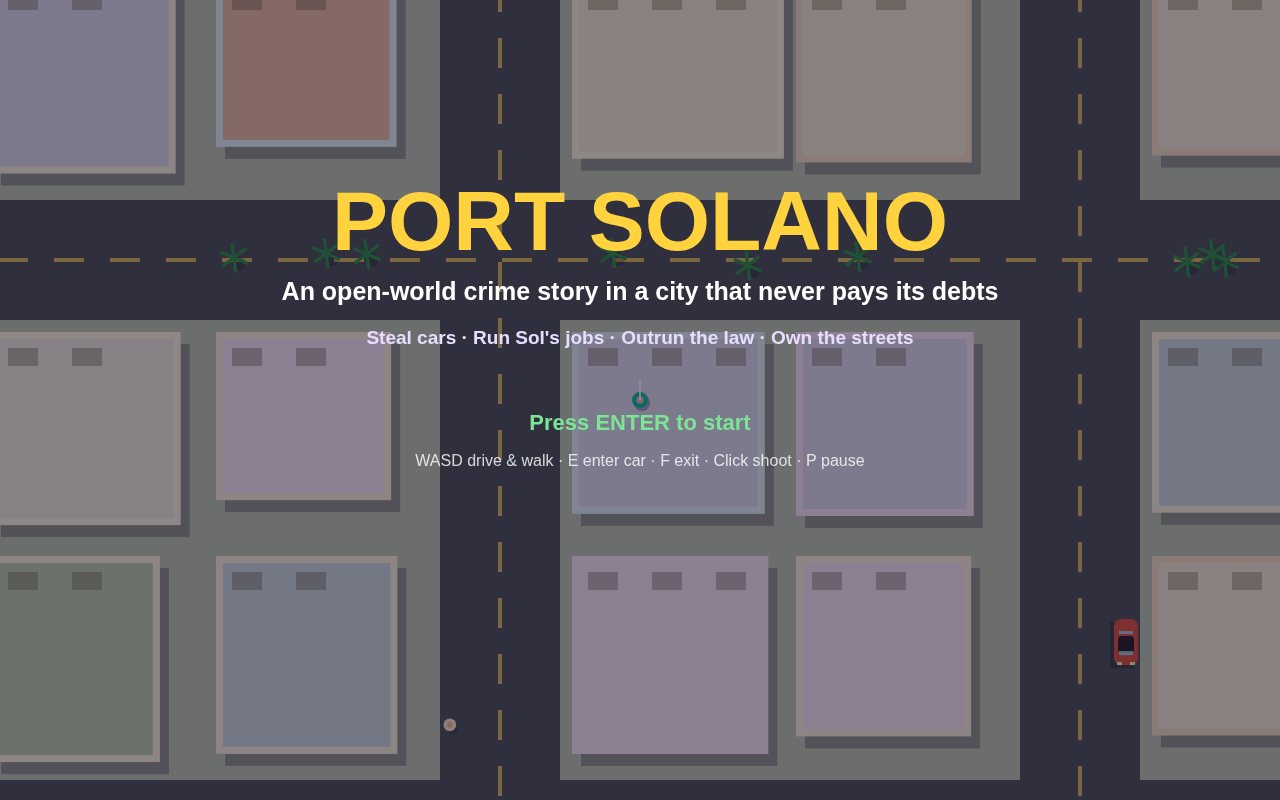 PORT SOLANO
An open-world crime story in a city that never pays its debts
Steal cars · Run Sol's jobs · Outrun the law · Own the streets
Press ENTER to start
WASD drive & walk · E enter car · F exit · Click shoot · P pause